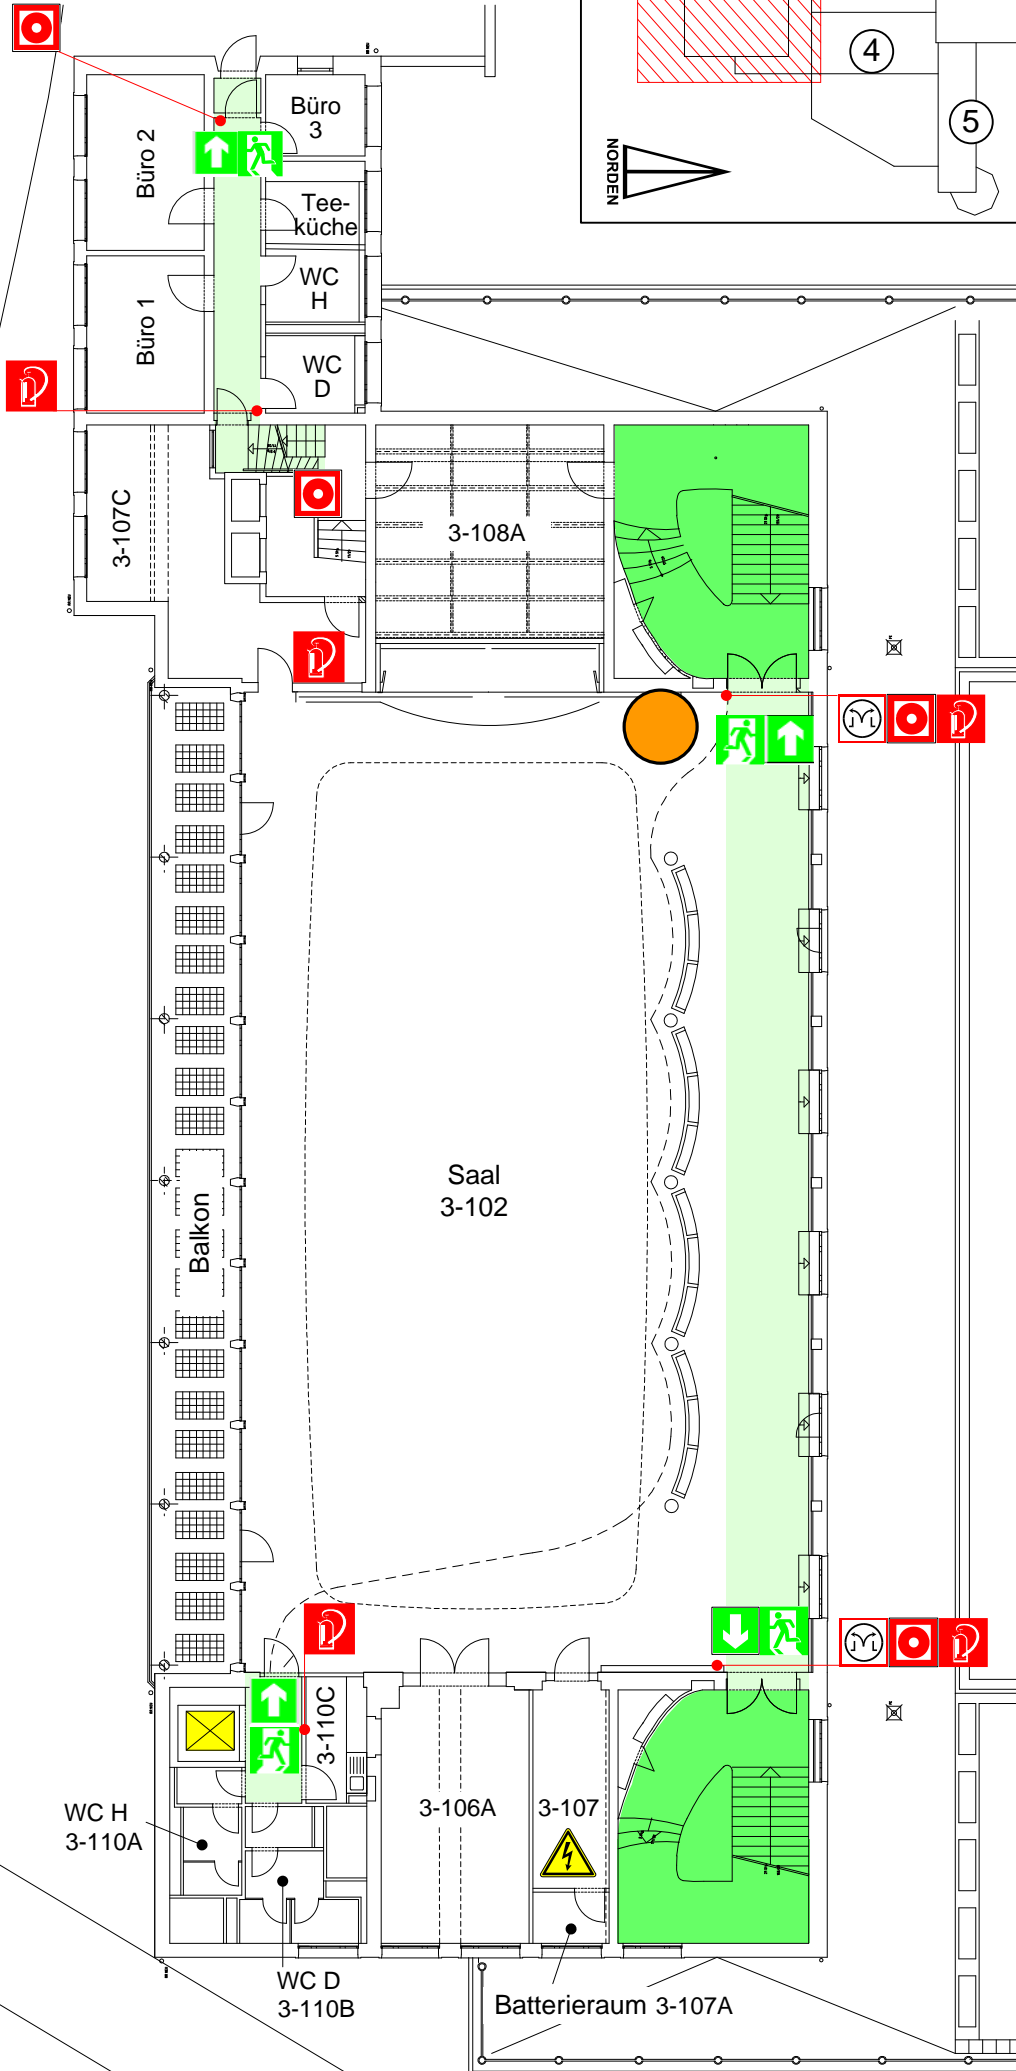 4
5
NORDEN
Büro
3
Büro 2
Tee-
küche
WC
H
Büro 1
WC
D
3-107C
3-108A
Saal
3-102
Balkon
3-110C
3-106A
3-107
WC H
3-110A
WC D
3-110B
Batterieraum 3-107A